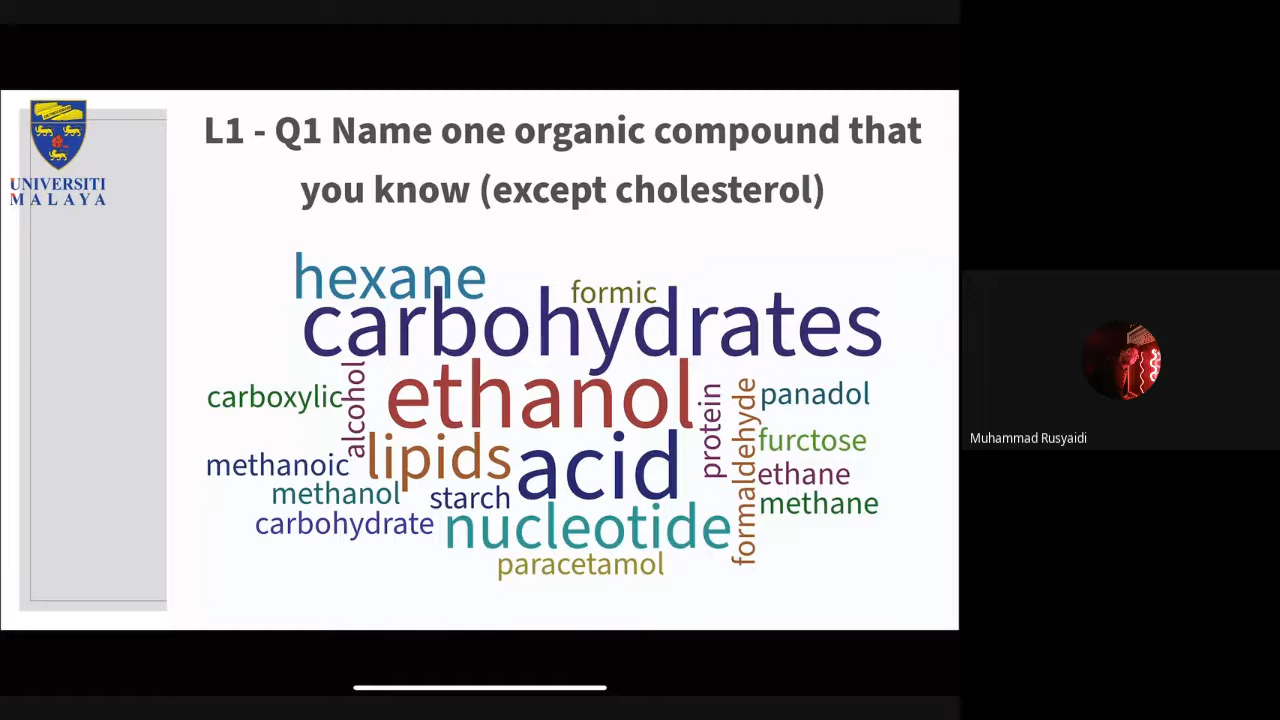 UNIVERSITI
MALAYA
L1 - Q1 Name one organic compound that
you know (except cholesterol)
hexane
formic
carbohydrates
carboxylic
alcohol
ethanol
protein
formaldehyde
panadol
furctose
methanoic
lipids
acid
ethane
methanol
starch
methane
carbohydrate
nucleotide
paracetamol
Muhammad Rusyaidi